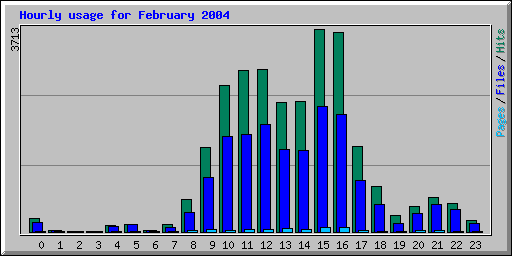 Hourly usage for February 2004
3713
0 1 2 3 4 5 6 7 8 9 10 11 12 13 14 15 16 17 18 19 20 21 22 23
Pages / Files / Hits